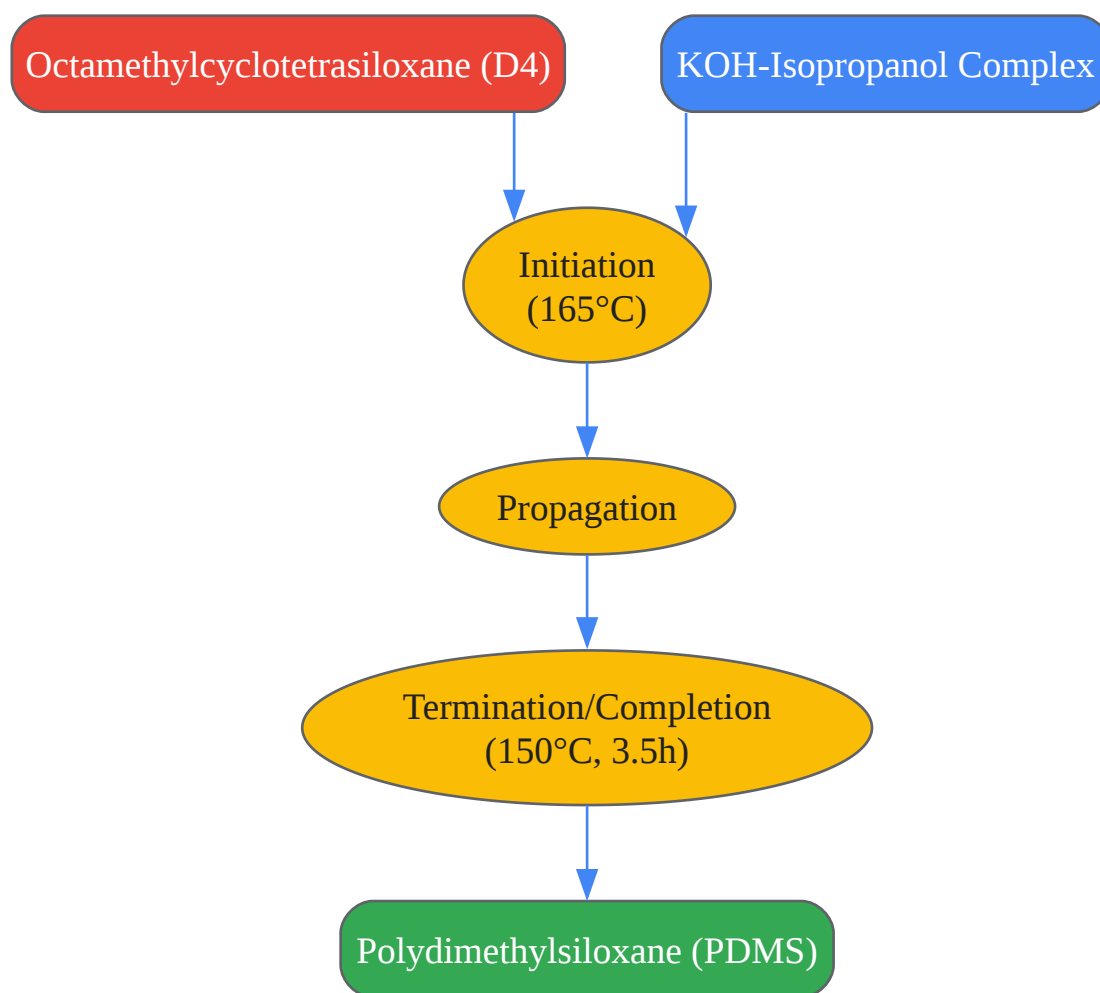 Octamethylcyclotetrasiloxane (D4)
KOH-Isopropanol Complex
Initiation
(165°C)
Propagation
Termination/Completion
(150°C, 3.5h)
Polydimethylsiloxane (PDMS)